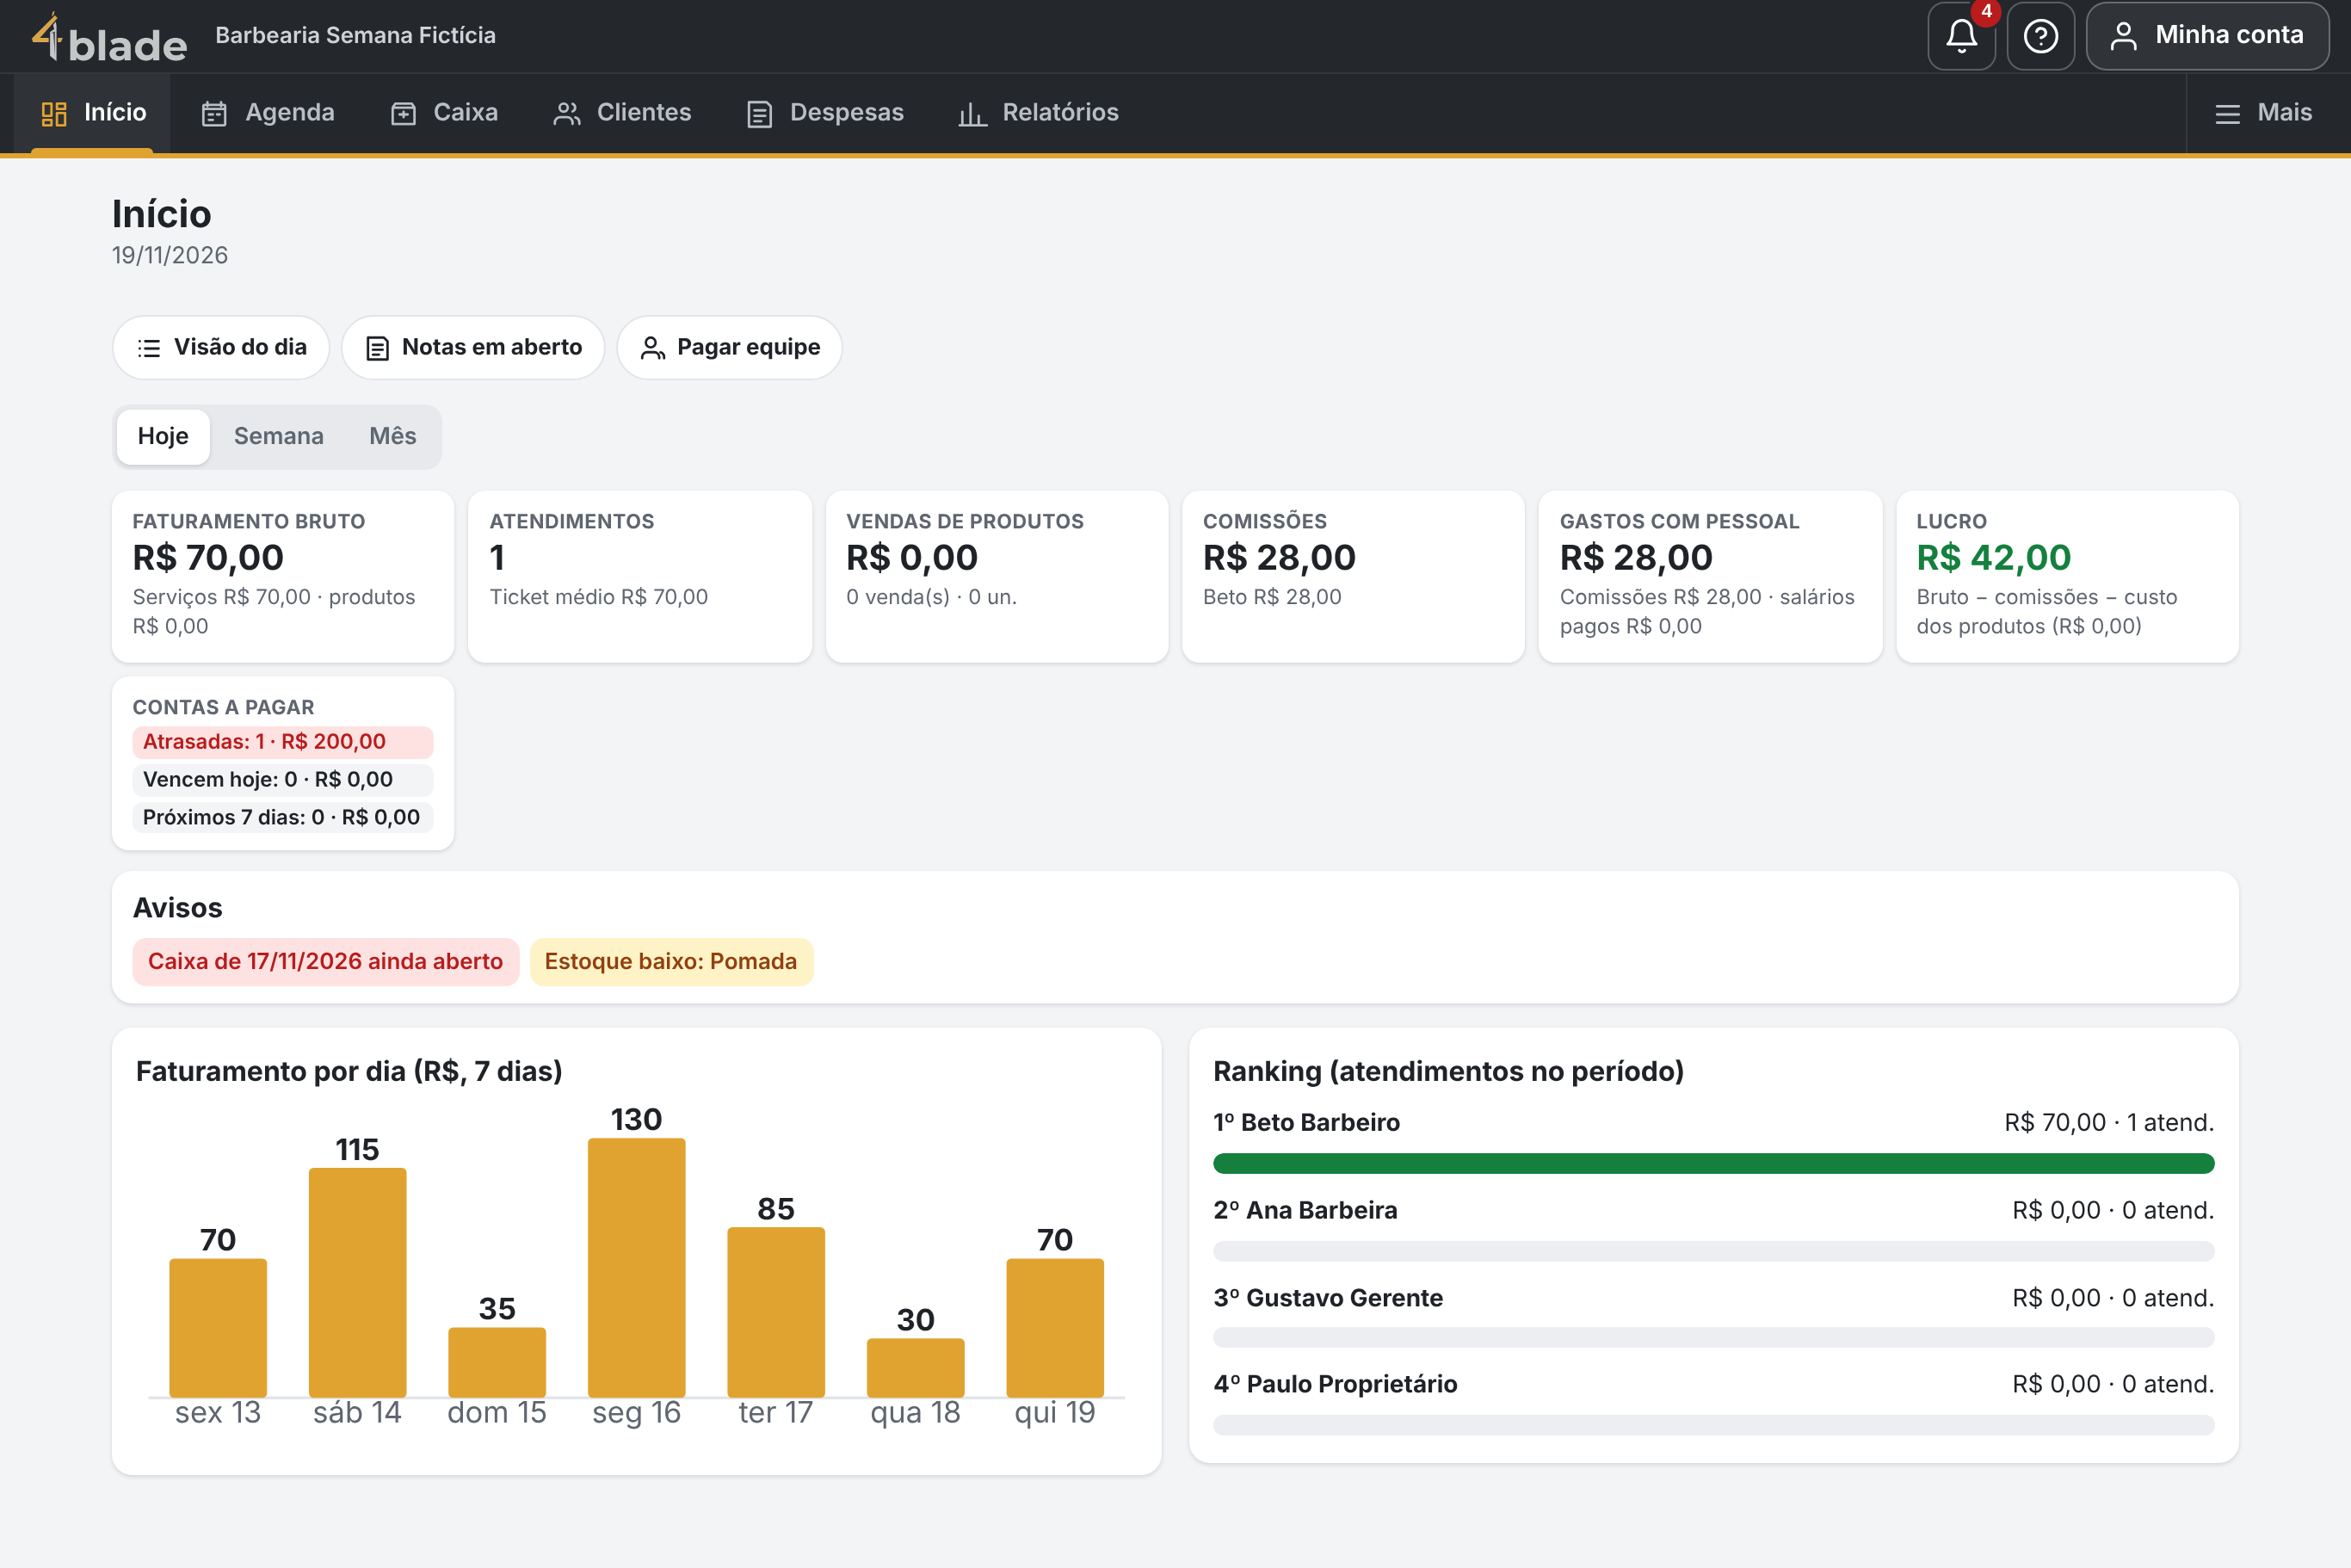 4blade
Barbearia Semana Fictícia
4
Minha conta
Início
Agenda
Caixa
Clientes
Despesas
Relatórios
Mais
Início
19/11/2026
Visão do dia
Notas em aberto
Pagar equipe
Hoje
Semana
Mês
FATURAMENTO BRUTO
R$ 70,00
Serviços R$ 70,00 · produtos
R$ 0,00
ATENDIMENTOS
1
Ticket médio R$ 70,00
VENDAS DE PRODUTOS
R$ 0,00
0 venda(s) · 0 un.
COMISSÕES
R$ 28,00
Beto R$ 28,00
GASTOS COM PESSOAL
R$ 28,00
Comissões R$ 28,00 · salários
pagos R$ 0,00
LUCRO
R$ 42,00
Bruto − comissões − custo
dos produtos (R$ 0,00)
CONTAS A PAGAR
Atrasadas: 1 · R$ 200,00
Vencem hoje: 0 · R$ 0,00
Próximos 7 dias: 0 · R$ 0,00
Avisos
Caixa de 17/11/2026 ainda aberto
Estoque baixo: Pomada
Faturamento por dia (R$, 7 dias)
70
115
35
130
85
30
70
sex 13
sáb 14
dom 15
seg 16
ter 17
qua 18
qui 19
Ranking (atendimentos no período)
1º Beto Barbeiro
R$ 70,00 · 1 atend.
2º Ana Barbeira
R$ 0,00 · 0 atend.
3º Gustavo Gerente
R$ 0,00 · 0 atend.
4º Paulo Proprietário
R$ 0,00 · 0 atend.